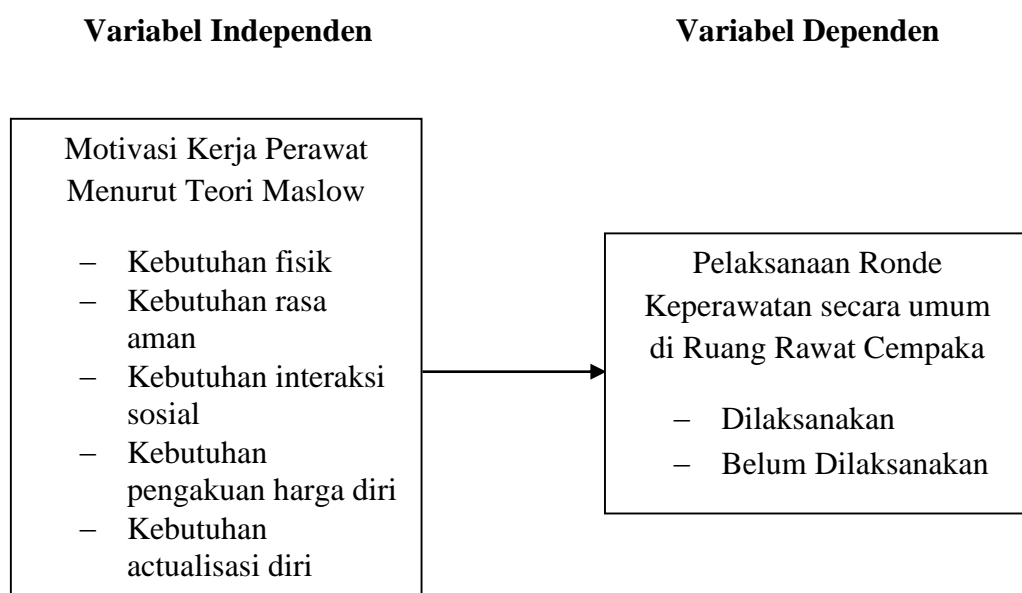 Variabel Independen
Variabel Dependen
Motivasi Kerja Perawat
Menurut Teori Maslow
– Kebutuhan fisik
– Kebutuhan rasa
aman
– Kebutuhan interaksi
sosial
– Kebutuhan
pengakuan harga diri
– Kebutuhan
actualisasi diri
Pelaksanaan Ronde
Keperawatan secara umum
di Ruang Rawat Cempaka
– Dilaksanakan
– Belum Dilaksanakan